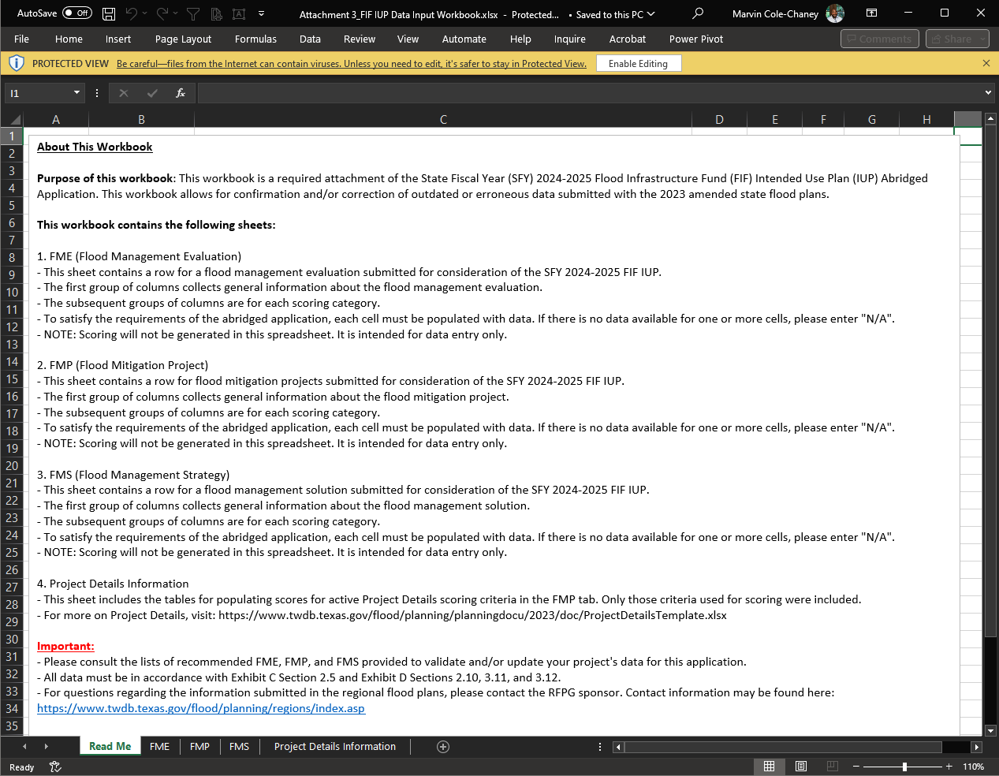 AutoSave Off Attachment 3_FIF IUP Data Input Workbook.xlsx - Protected... • Saved to this PC Marvin Cole-Chaney
File Home Insert Page Layout Formulas Data Review View Automate Help Inquire Acrobat Power Pivot Comments Share
PROTECTED VIEW Be careful—files from the Internet can contain viruses. Unless you need to edit, it's safer to stay in Protected View. Enable Editing
I1 fx
A B C D E F G H
1
2
3
4
5
6
7
8
9
10
11
12
13
14
15
16
17
18
19
20
21
22
23
24
25
26
27
28
29
30
31
32
33
34
35
About This Workbook
Purpose of this workbook: This workbook is a required attachment of the State Fiscal Year (SFY) 2024-2025 Flood Infrastructure Fund (FIF) Intended Use Plan (IUP) Abridged
Application. This workbook allows for confirmation and/or correction of outdated or erroneous data submitted with the 2023 amended state flood plans.
This workbook contains the following sheets:
1. FME (Flood Management Evaluation)
- This sheet contains a row for a flood management evaluation submitted for consideration of the SFY 2024-2025 FIF IUP.
- The first group of columns collects general information about the flood management evaluation.
- The subsequent groups of columns are for each scoring category.
- To satisfy the requirements of the abridged application, each cell must be populated with data. If there is no data available for one or more cells, please enter "N/A".
- NOTE: Scoring will not be generated in this spreadsheet. It is intended for data entry only.
2. FMP (Flood Mitigation Project)
- This sheet contains a row for flood mitigation projects submitted for consideration of the SFY 2024-2025 FIF IUP.
- The first group of columns collects general information about the flood mitigation project.
- The subsequent groups of columns are for each scoring category.
- To satisfy the requirements of the abridged application, each cell must be populated with data. If there is no data available for one or more cells, please enter "N/A".
- NOTE: Scoring will not be generated in this spreadsheet. It is intended for data entry only.
3. FMS (Flood Management Strategy)
- This sheet contains a row for a flood management solution submitted for consideration of the SFY 2024-2025 FIF IUP.
- The first group of columns collects general information about the flood management solution.
- The subsequent groups of columns are for each scoring category.
- To satisfy the requirements of the abridged application, each cell must be populated with data. If there is no data available for one or more cells, please enter "N/A".
- NOTE: Scoring will not be generated in this spreadsheet. It is intended for data entry only.
4. Project Details Information
- This sheet includes the tables for populating scores for active Project Details scoring criteria in the FMP tab. Only those criteria used for scoring were included.
- For more on Project Details, visit: https://www.twdb.texas.gov/flood/planning/planningdocu/2023/doc/ProjectDetailsTemplate.xlsx
Important:
- Please consult the lists of recommended FME, FMP, and FMS provided to validate and/or update your project's data for this application.
- All data must be in accordance with Exhibit C Section 2.5 and Exhibit D Sections 2.10, 3.11, and 3.12.
- For questions regarding the information submitted in the regional flood plans, please contact the RFPG sponsor. Contact information may be found here:
https://www.twdb.texas.gov/flood/planning/regions/index.asp
Read Me FME FMP FMS Project Details Information
Ready 110%